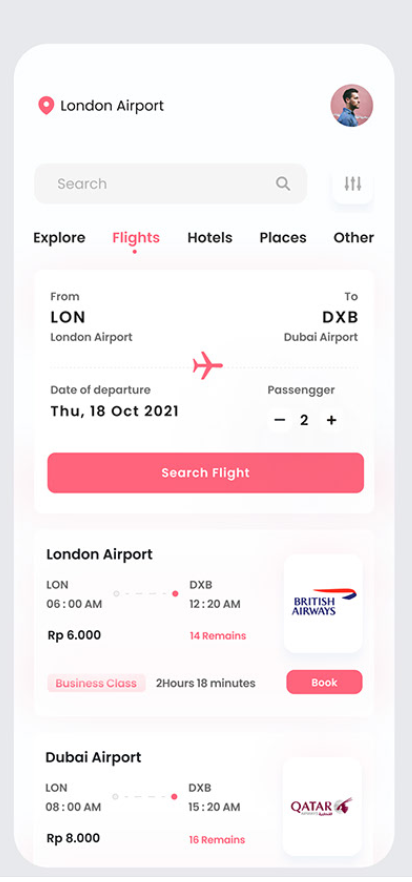 London Airport
Search
Explore Flights Hotels Places Other
From To
LON DXB
London Airport Dubai Airport
Date of departure Passengger
Thu, 18 Oct 2021 — 2 +
Search Flight
London Airport
LON DXB
06 : 00 AM 12 : 20 AM
BRITISH
AIRWAYS
Rp 6.000 14 Remains
Business Class 2Hours 18 minutes Book
Dubai Airport
LON DXB
08 : 00 AM 15 : 20 AM
QATAR
Rp 8.000 16 Remains